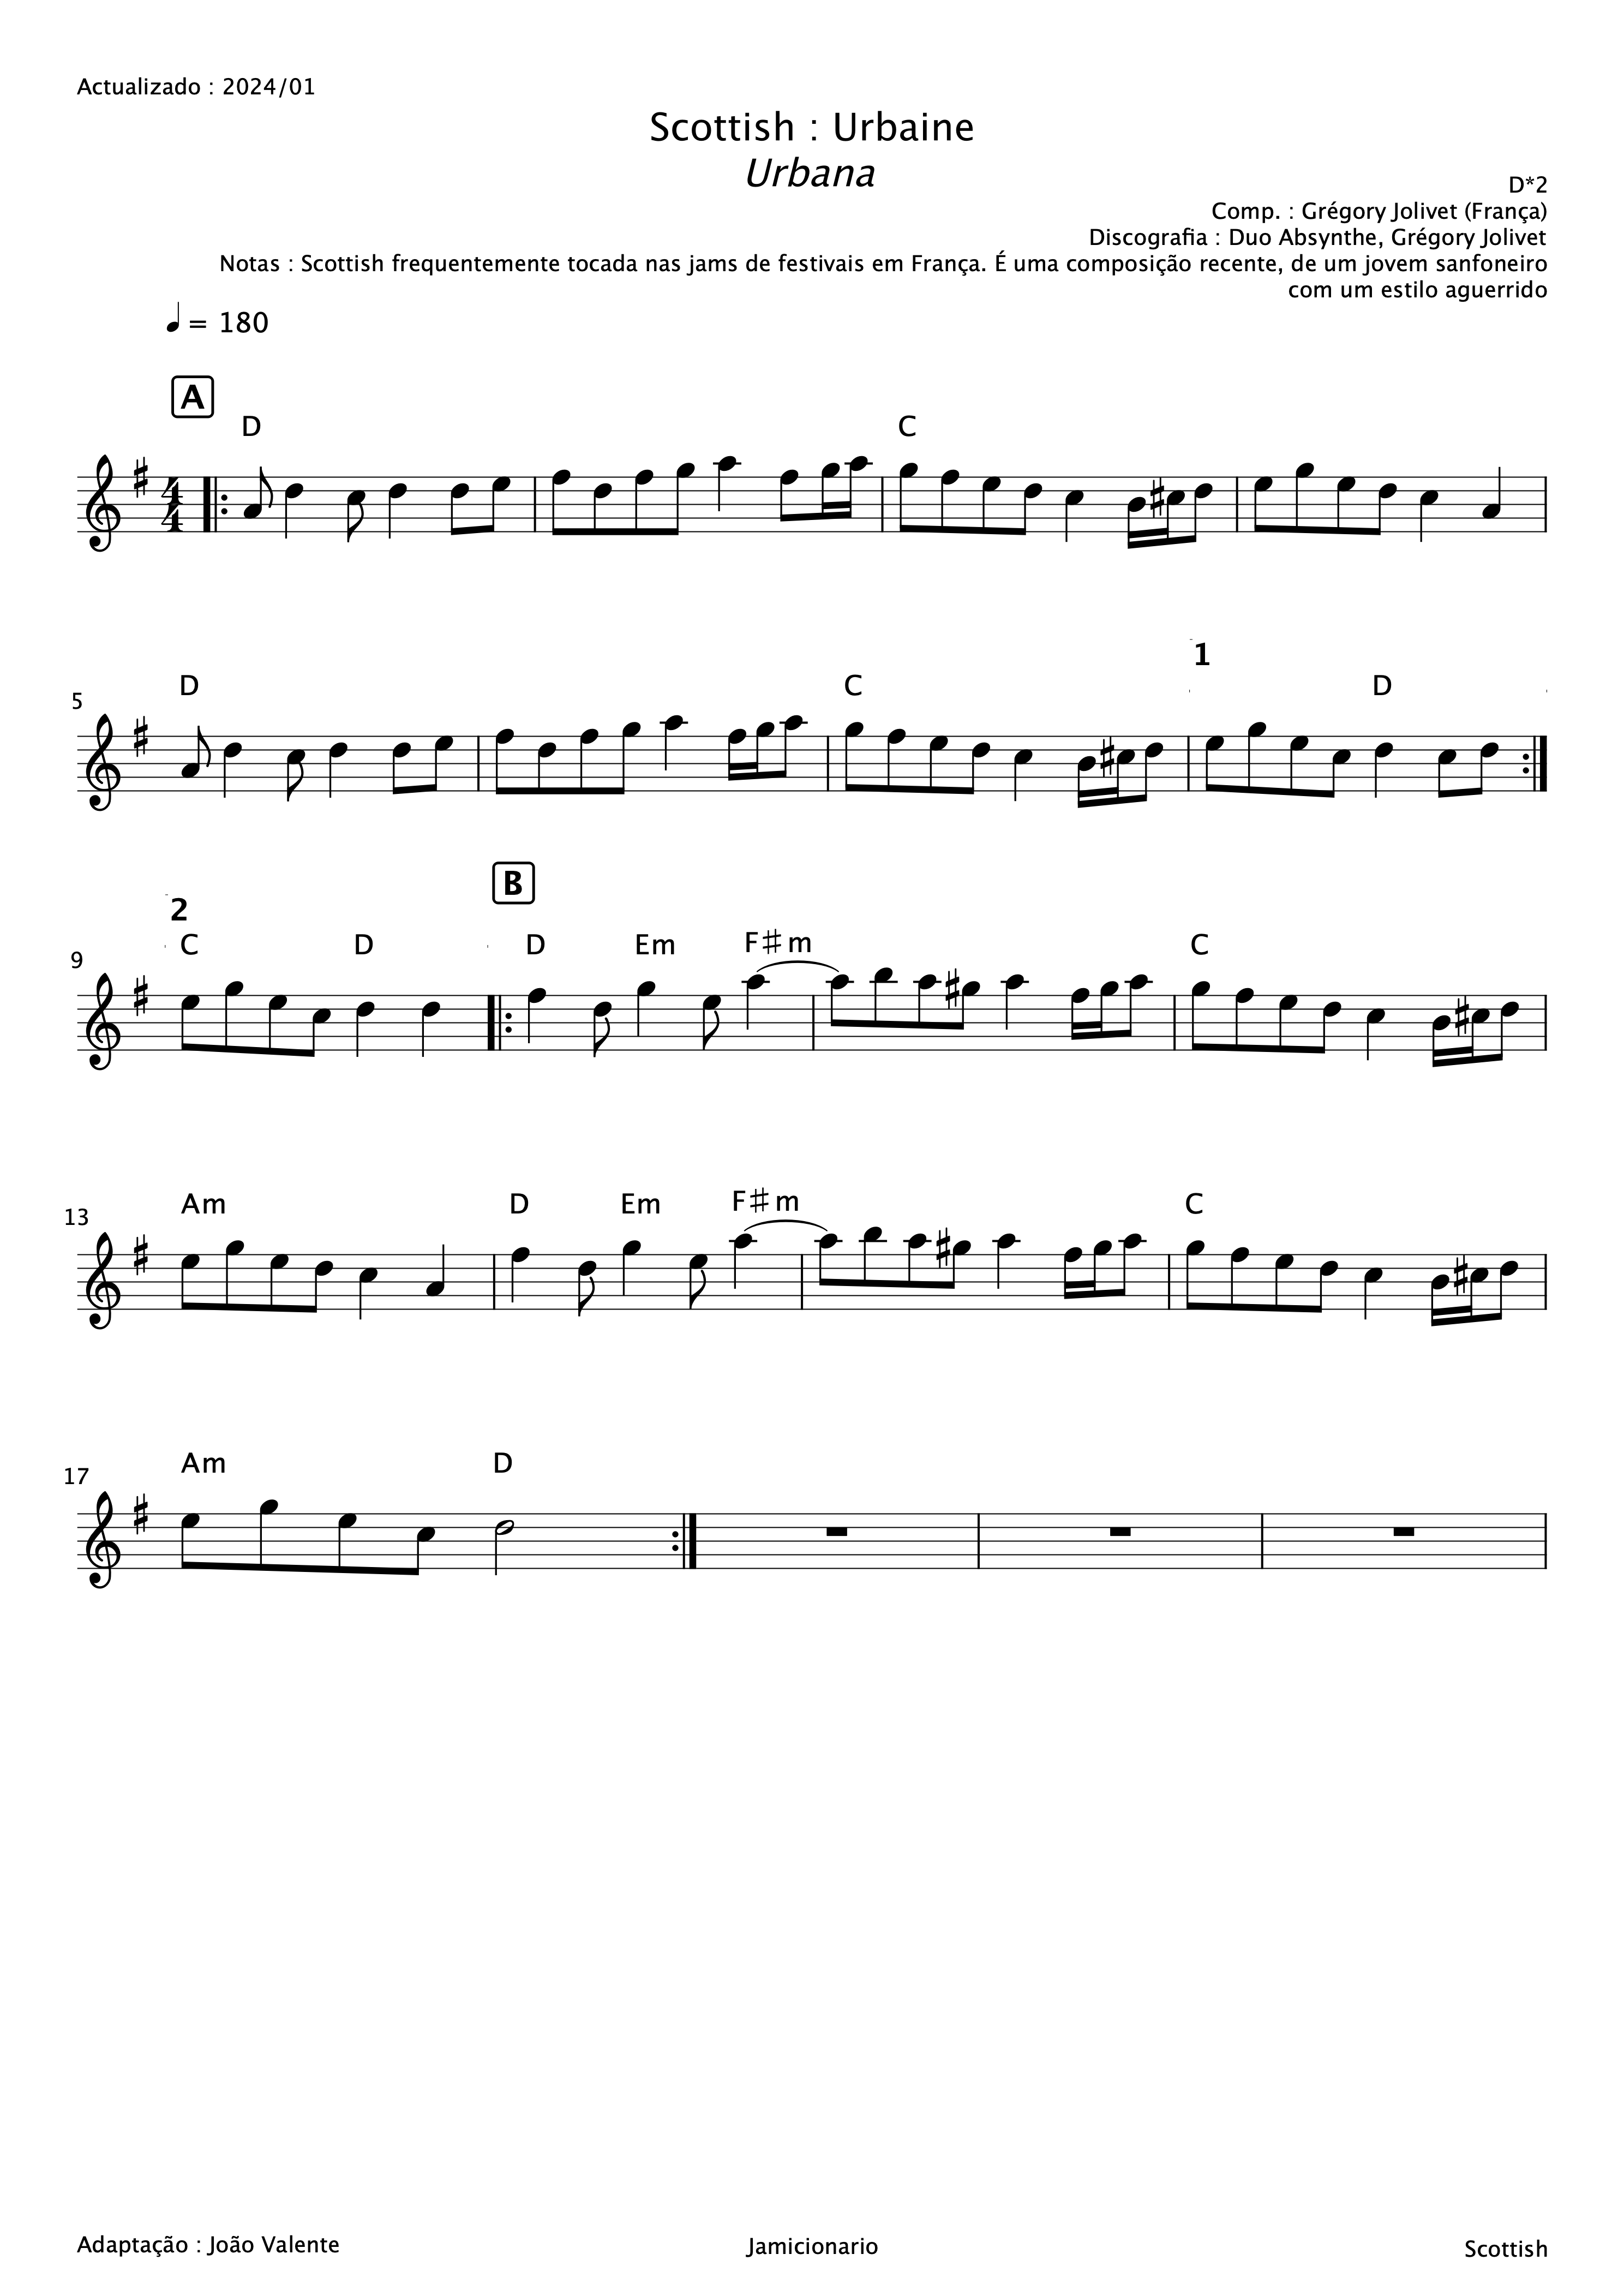 Actualizado : 2024/01
Scottish : Urbaine
Urbana
D*2
Comp. : Grégory Jolivet (França)
Discografia : Duo Absynthe, Grégory Jolivet
Notas : Scottish frequentemente tocada nas jams de festivais em França. É uma composição recente, de um jovem sanfoneiro
com um estilo aguerrido
= 180
A
D C
4
4
1
5 D C D
B
2
9 C D D Em F♯m C
13 Am D Em F♯m C
17 Am D
Adaptação : João Valente Jamicionario Scottish